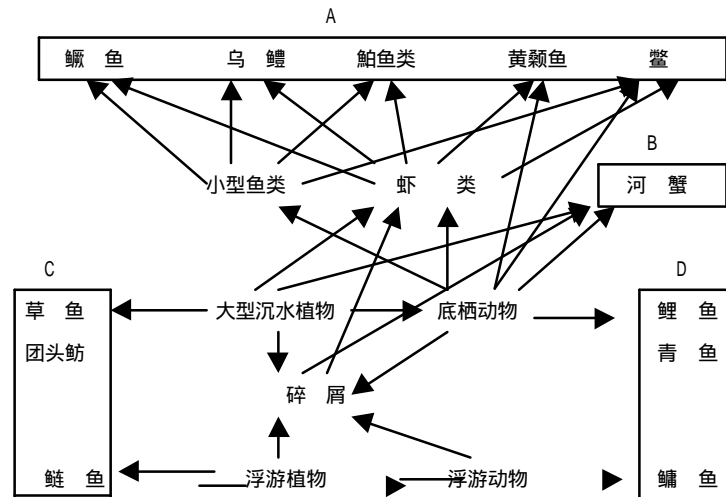 A
鳜 鱼 乌 鳢 鲌鱼类 黄颡鱼 鳖
B
小型鱼类 虾 类 河 蟹
C D
草 鱼 大型沉水植物 底栖动物 鲤 鱼
团头鲂 青 鱼
碎 屑
鲢 鱼 浮游植物 浮游动物 鳙 鱼